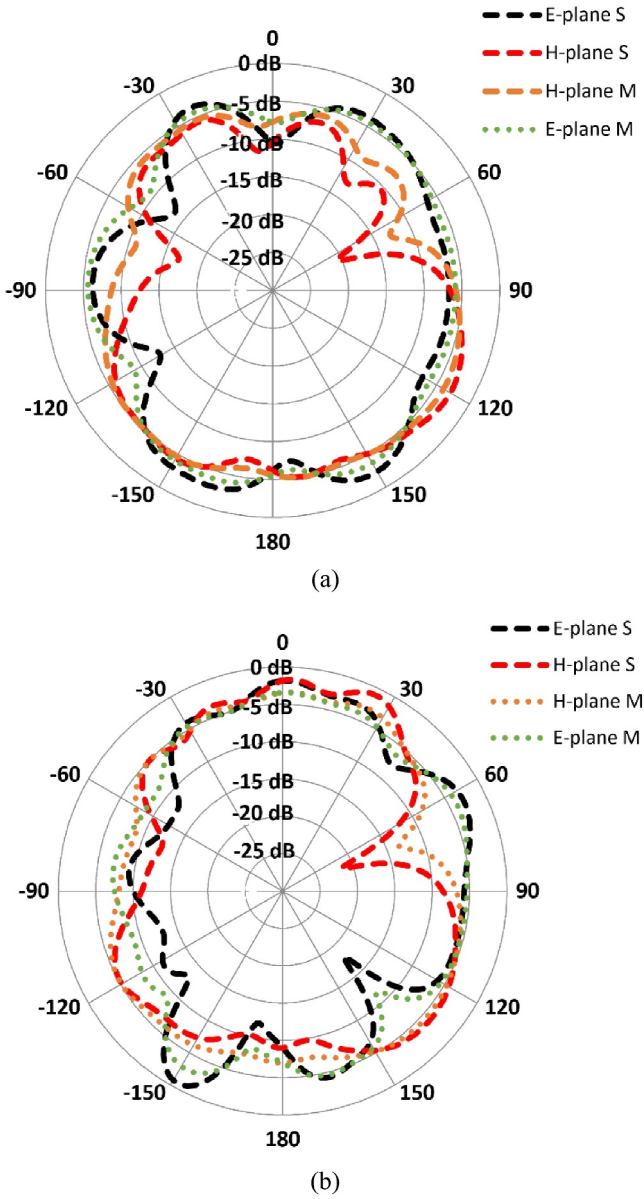 E-plane S
H-plane S
H-plane M
E-plane M
0
-30
30
0 dB
-5 dB
-10 dB
-60
60
-15 dB
-20 dB
-25 dB
-90
90
-120
120
-150
150
180
(a)
E-plane S
H-plane S
H-plane M
E-plane M
0
-30
30
0 dB
-5 dB
-10 dB
-60
60
-15 dB
-20 dB
-25 dB
-90
90
-120
120
-150
150
180
(b)